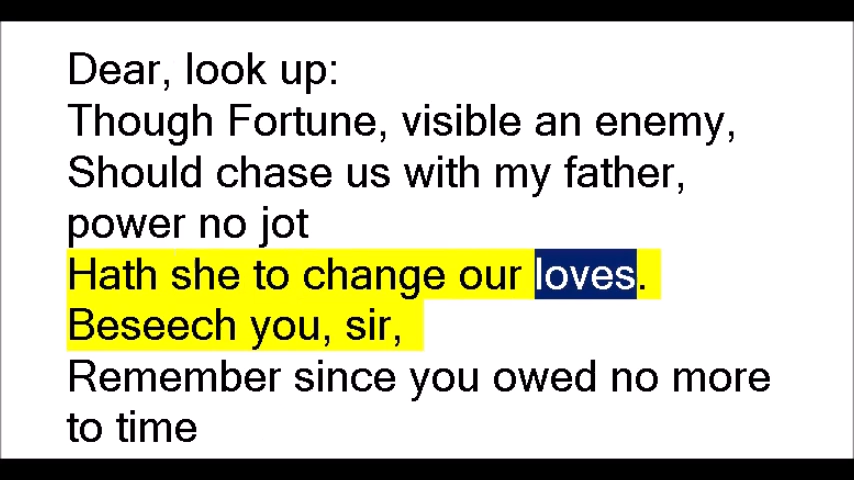 Dear, look up:
Though Fortune, visible an enemy,
Should chase us with my father,
power no jot
Hath she to change our loves.
Beseech you, sir,
Remember since you owed no more
to time